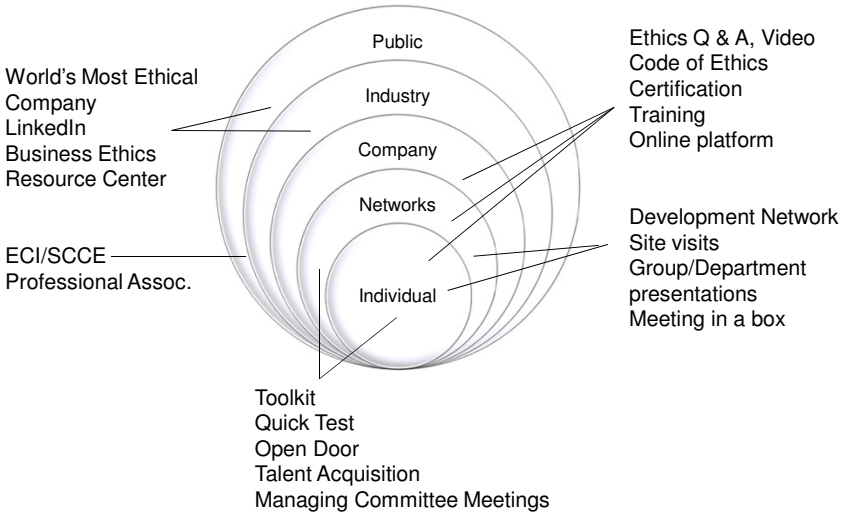 Public
Industry
Company
Networks
Individual
World's Most Ethical
Company
LinkedIn
Business Ethics
Resource Center
ECI/SCCE
Professional Assoc.
Ethics Q & A, Video
Code of Ethics
Certification
Training
Online platform
Development Network
Site visits
Group/Department
presentations
Meeting in a box
Toolkit
Quick Test
Open Door
Talent Acquisition
Managing Committee Meetings